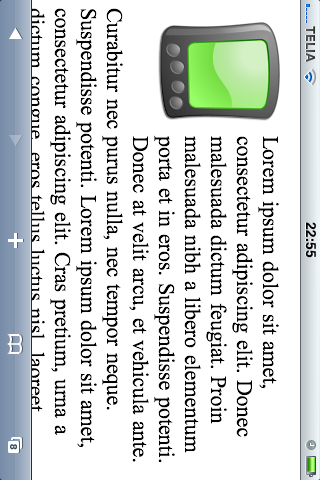 TELIA
22:55
Lorem ipsum dolor sit amet,
consectetur adipiscing elit. Donec
malesuada dictum feugiat. Proin
malesuada nibh a libero elementum
porta et in eros. Suspendisse potenti.
Donec at velit arcu, et vehicula ante.
Curabitur nec purus nulla, nec tempor neque.
Suspendisse potenti. Lorem ipsum dolor sit amet,
consectetur adipiscing elit. Cras pretium, urna a
dictum congue, eros tellus luctus nisl, laoreet
8